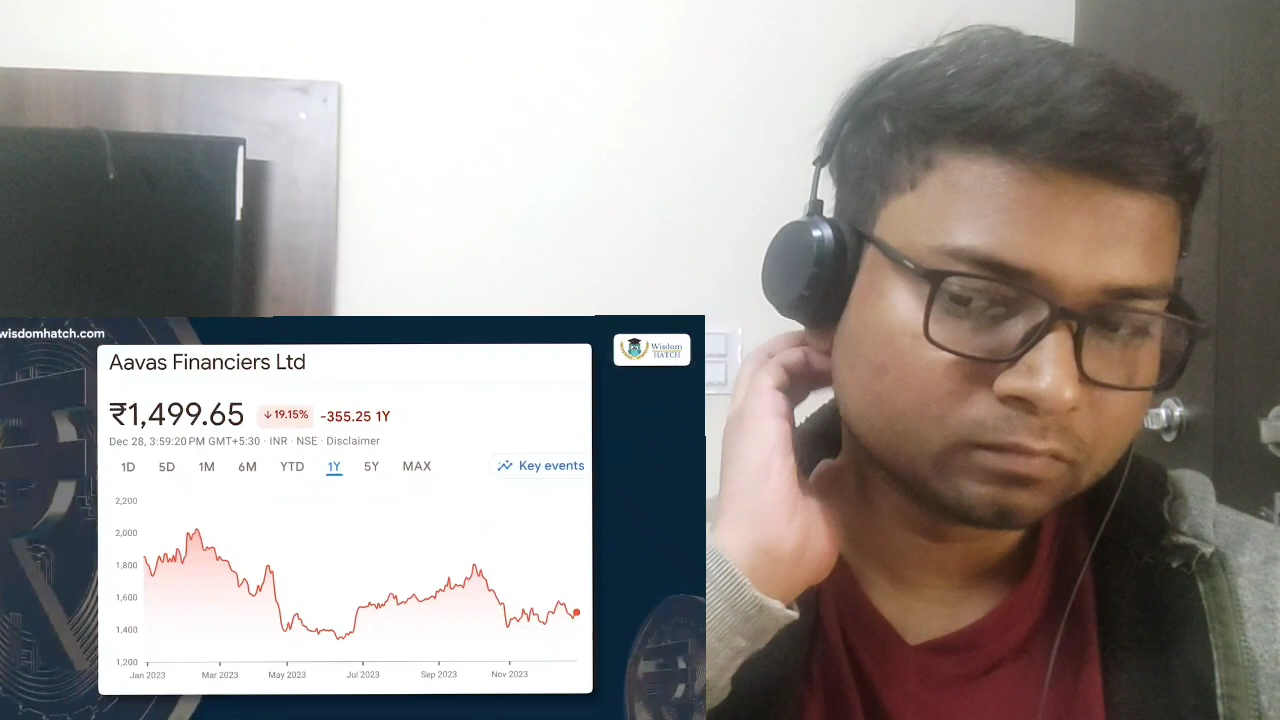 wisdomhatch.com
Wisdom
HATCH
Aavas Financiers Ltd
₹1,499.65 ↓19.15% -355.25 1Y
Dec 28, 3:59:20 PM GMT+5:30 · INR · NSE · Disclaimer
1D 5D 1M 6M YTD 1Y 5Y MAX
Key events
2,200
2,000
1,800
1,600
1,400
1,200
Jan 2023 Mar 2023 May 2023 Jul 2023 Sep 2023 Nov 2023